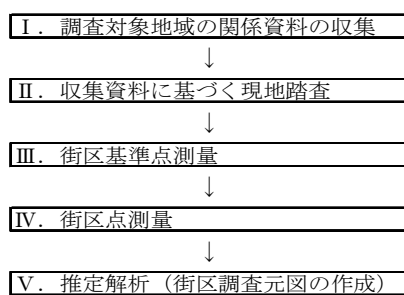 Ⅰ．調査対象地域の関係資料の収集
↓
Ⅱ．収集資料に基づく現地踏査
↓
Ⅲ．街区基準点測量
↓
Ⅳ．街区点測量
↓
Ⅴ．推定解析（街区調査元図の作成）